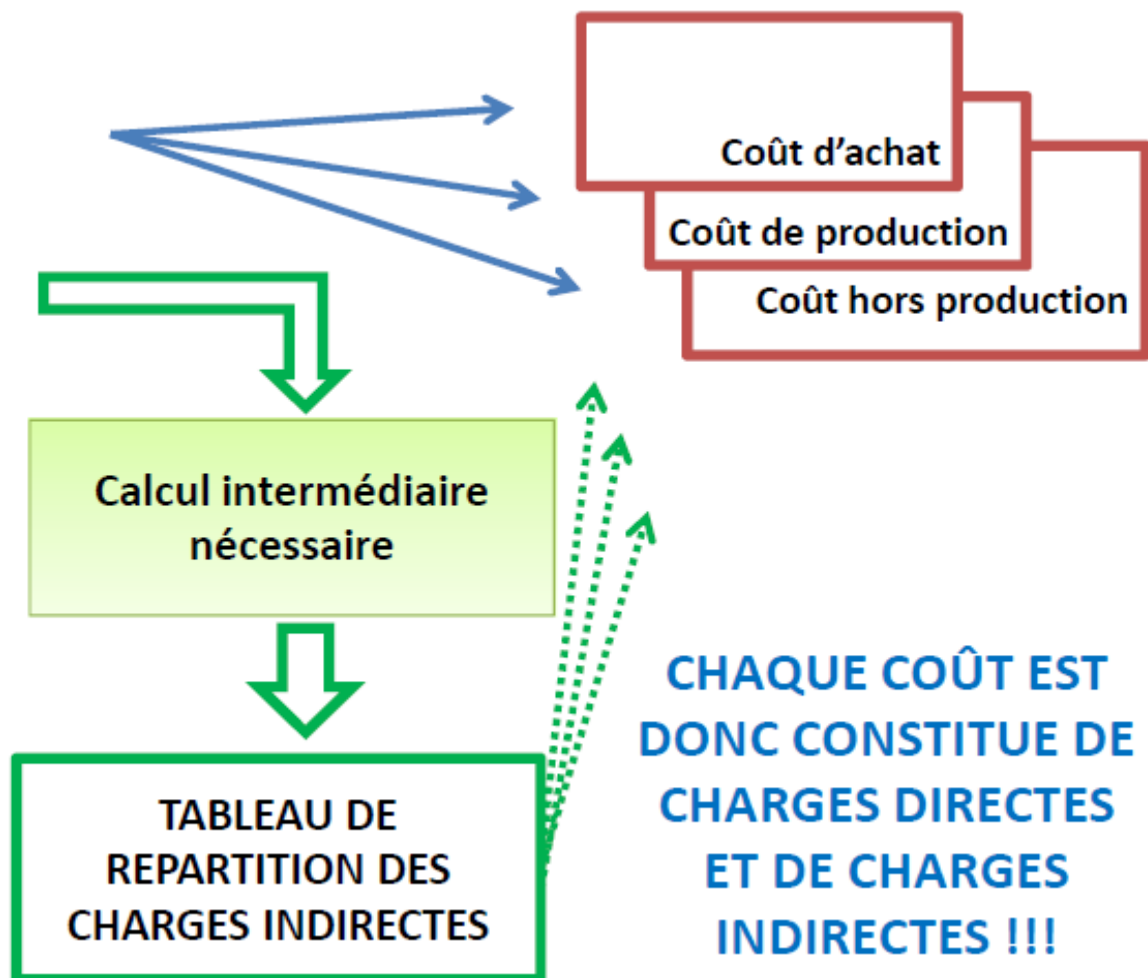 Coût d’achat
Coût de production
Coût hors production
Calcul intermédiaire
nécessaire
TABLEAU DE
REPARTITION DES
CHARGES INDIRECTES
CHAQUE COÛT EST
DONC CONSTITUE DE
CHARGES DIRECTES
ET DE CHARGES
INDIRECTES !!!